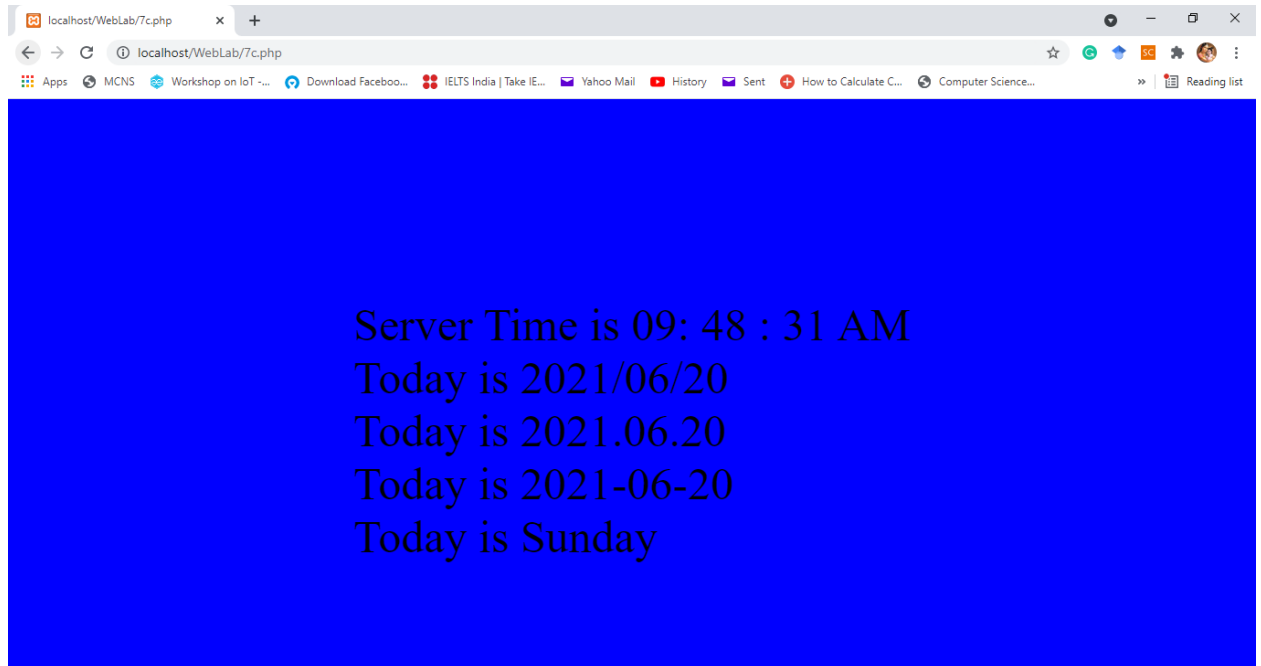 localhost/WebLab/7c.php
localhost/WebLab/7c.php
Apps MCNS Workshop on IoT -... Download Faceboo... IELTS India | Take IE... Yahoo Mail History Sent How to Calculate C... Computer Science... » Reading list
Server Time is 09: 48 : 31 AM
Today is 2021/06/20
Today is 2021.06.20
Today is 2021-06-20
Today is Sunday